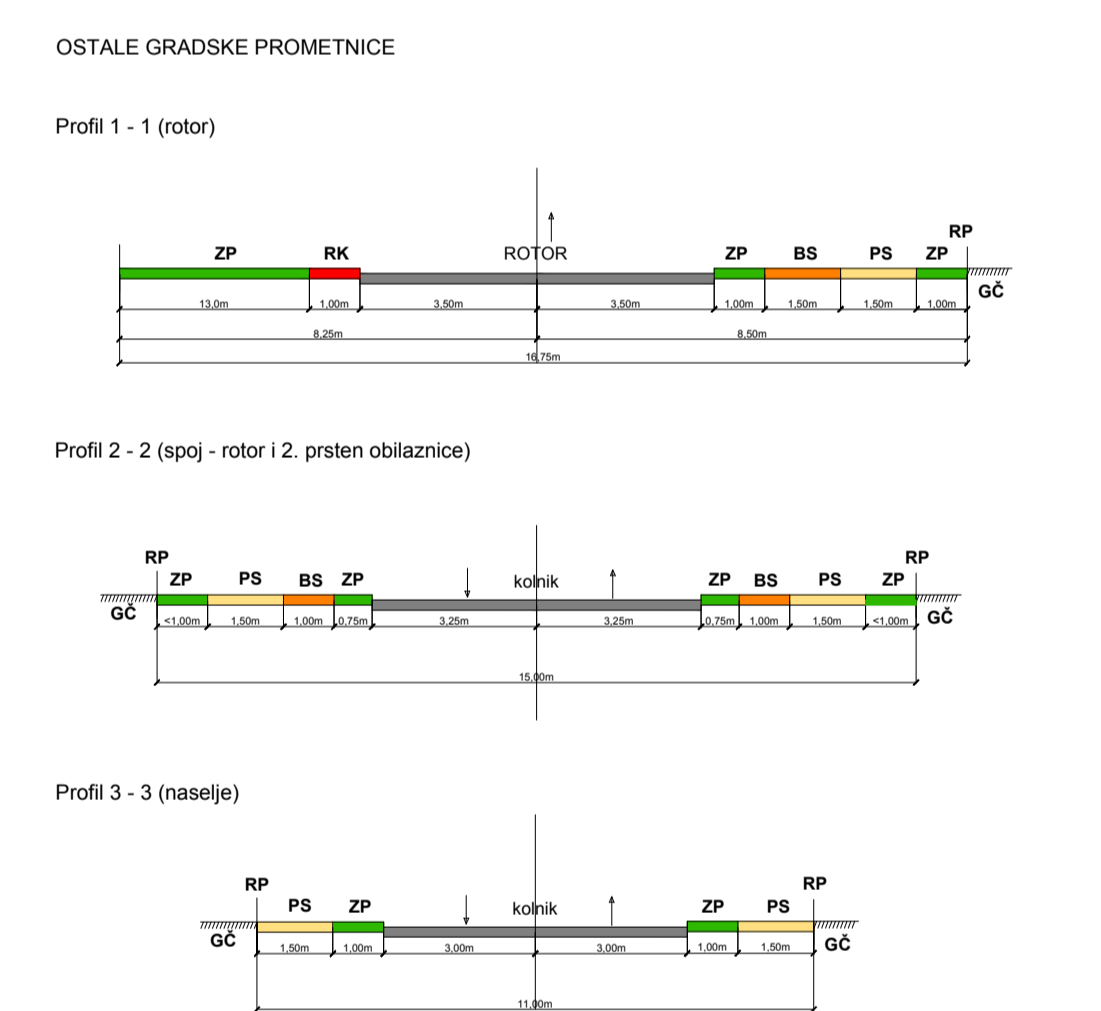 OSTALE GRADSKE PROMETNICE
Profil 1 - 1 (rotor)
RP
ZP RK ROTOR ZP BS PS ZP
GČ
13,0m 1,00m 3,50m 3,50m 1,00m 1,50m 1,50m 1,00m
8,25m 8,50m
16,75m
Profil 2 - 2 (spoj - rotor i 2. prsten obilaznice)
RP RP
ZP PS BS ZP kolnik ZP BS PS ZP
GČ GČ
<1,00m 1,50m 1,00m 0,75m 3,25m 3,25m 0,75m 1,00m 1,50m <1,00m
15,00m
Profil 3 - 3 (naselje)
RP RP
PS ZP kolnik ZP PS
GČ GČ
1,50m 1,00m 3,00m 3,00m 1,00m 1,50m
11,00m